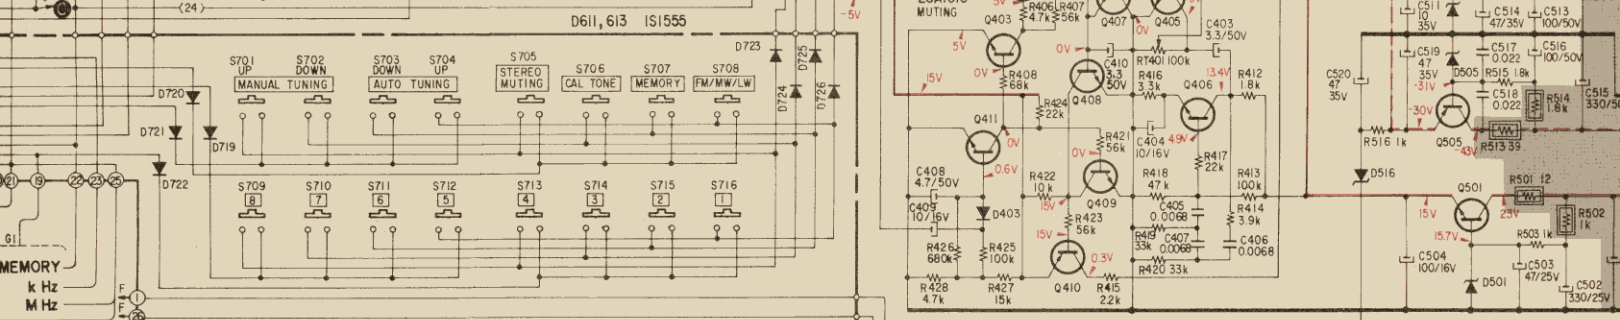 (24)
D611, 613 IS1555
-5V
MUTING
S701 UP
S702 DOWN
S703 DOWN
S704 UP
S705
S706
S707
S708
MANUAL TUNING
AUTO TUNING
STEREO MUTING
CAL TONE
MEMORY
FM/MW/LW
D723
D725
D724
D726
D720
D721
D719
D722
S709
S710
S711
S712
S713
S714
S715
S716
8
7
6
5
4
3
2
1
21
19
22
23
25
G1
MEMORY
k Hz
M Hz
F
1
F
26
Q403
5V
R406
4.7k
R407
56k
Q407
Q405
0V
C403
3.3/50V
0V
0V
R408
68k
C410
3.3
50V
RT401 100k
R416
3.3k
13.4V
R412
1.8k
Q406
15V
Q408
R424
22k
Q411
0V
R421
56k
C404
10/16V
4.9V
R417
22k
0V
0.6V
C408
4.7/50V
R422
10k
R418
47k
R413
100k
Q409
15V
C409
10/16V
D403
R423
56k
C405
0.0068
R414
3.9k
15V
R419
33k
C407
0.0068
C406
0.0068
R426
680k
R425
100k
0.3V
R420 33k
R428
4.7k
R427
15k
Q410
R415
2.2k
C511
10
35V
C514
47/35V
C513
100/50V
C519
47
35V
C517
0.022
C516
100/50V
D505
R515 1.8k
C520
47
35V
-31V
C518
0.022
R514
1.8k
C515
-30V
R516 1k
Q505
-43V
R513 39
D516
Q501
R501 12
15V
23V
R502
1k
15.7V
R503 1k
C504
100/16V
C503
47/25V
D501
C502
330/25V